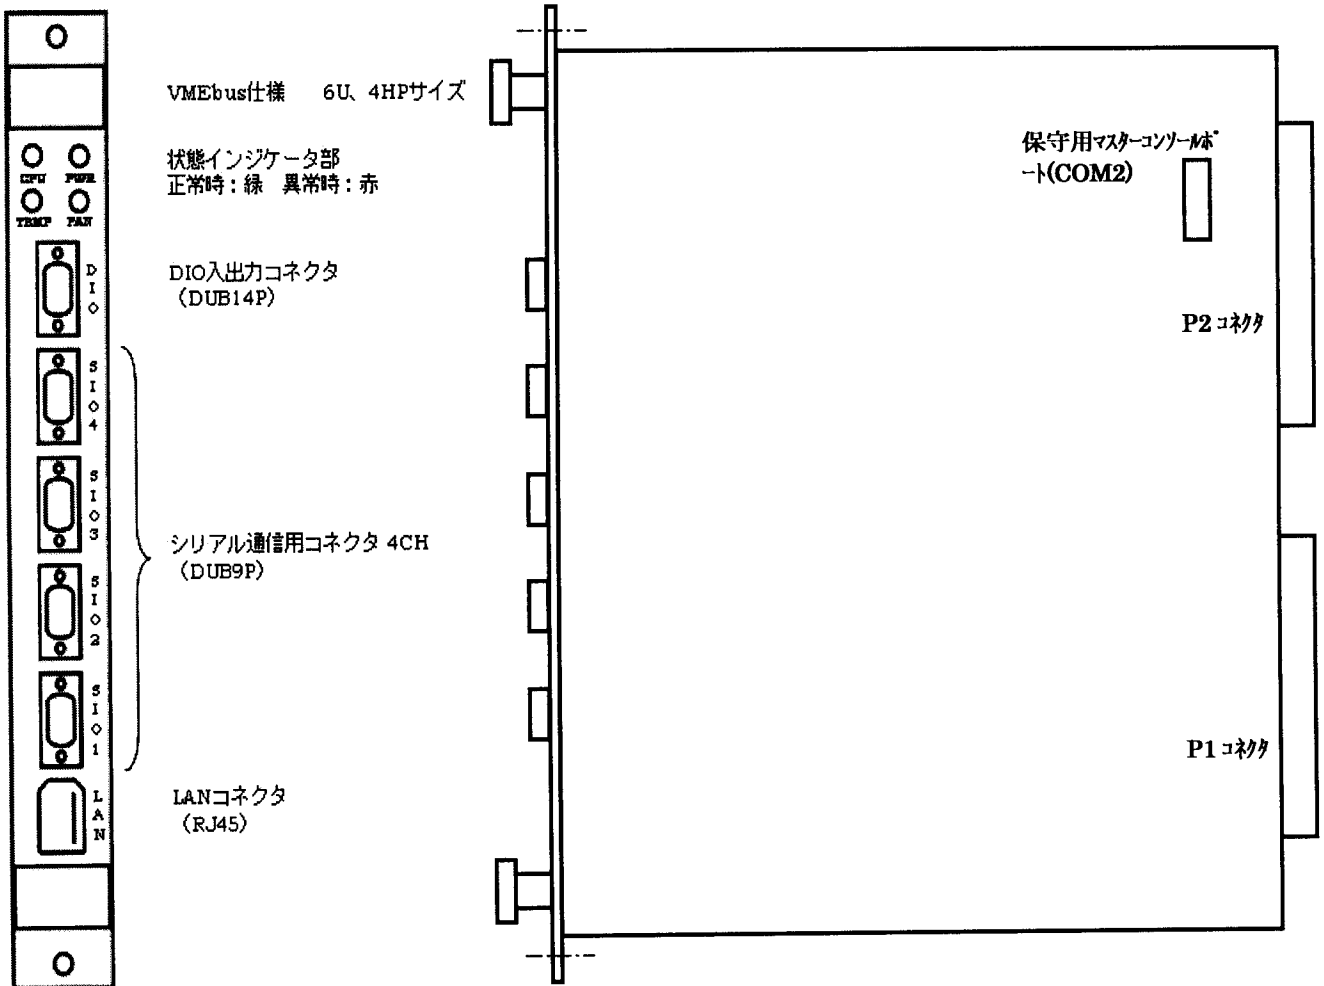 VMEbus仕様　6U、4HPサイズ
状態インジケータ部
正常時：緑　異常時：赤
CPU PWR
TEMP FAN
DIO
DIO入出力コネクタ
（DUB14P）
SIO4
SIO3
シリアル通信用コネクタ 4CH
（DUB9P）
SIO2
SIO1
LAN
LANコネクタ
（RJ45）
保守用ﾏｽﾀｰｺﾝｿｰﾙﾎﾟ
ｰﾄ(COM2)
P2 ｺﾈｸﾀ
P1 ｺﾈｸﾀ